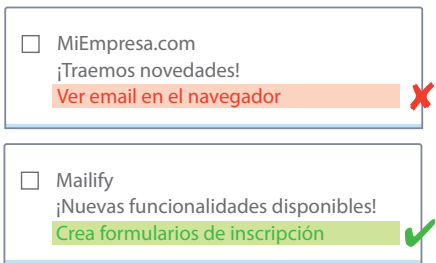 MiEmpresa.com
¡Traemos novedades!
Ver email en el navegador
Mailify
¡Nuevas funcionalidades disponibles!
Crea formularios de inscripción